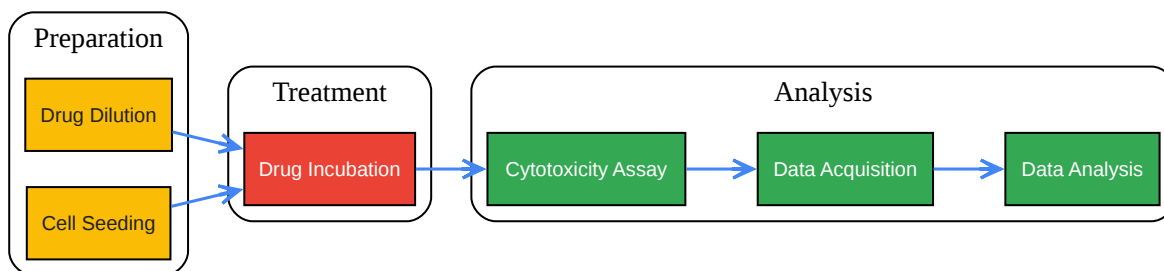 Preparation
Drug Dilution
Cell Seeding
Treatment
Drug Incubation
Analysis
Cytotoxicity Assay
Data Acquisition
Data Analysis